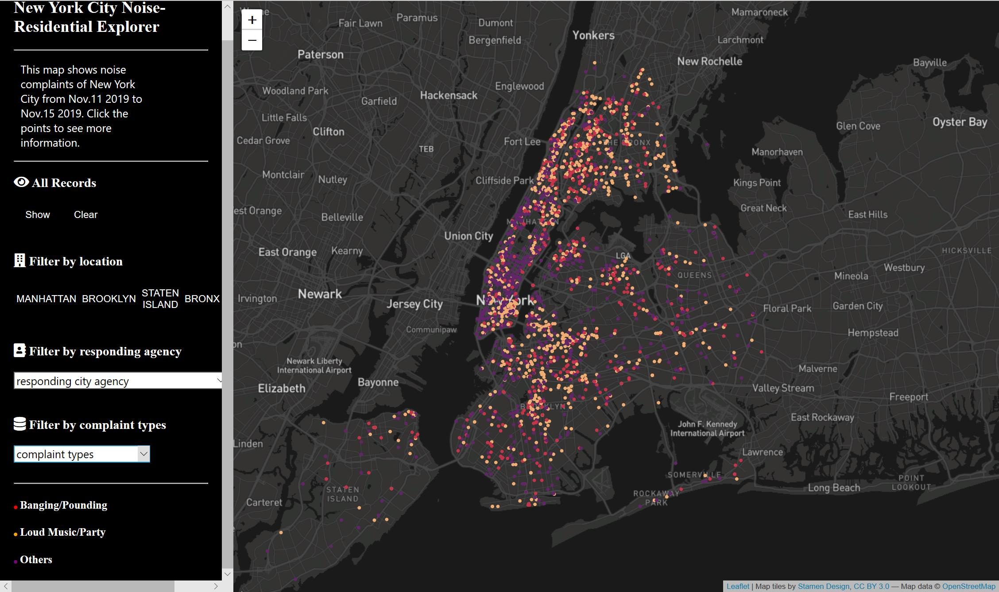 New York City Noise-
Residential Explorer
This map shows noise
complaints of New York
City from Nov.11 2019 to
Nov.15 2019. Click the
points to see more
information.
All Records
Show Clear
Filter by location
MANHATTAN BROOKLYN STATEN ISLAND BRONX
Filter by responding agency
responding city agency
Filter by complaint types
complaint types
Banging/Pounding
Loud Music/Party
Others
+
−
Fair Lawn
Paramus
Dumont
Bergenfield
Yonkers
Mamaroneck
Larchmont
Paterson
New Rochelle
Bayville
Woodland Park
Garfield
Hackensack
Englewood
Little Falls
Clifton
Cedar Grove
TEB
Fort Lee
THE BRONX
Glen Cove
Oyster Bay
Manorhaven
Montclair
Nutley
Cliffside Park
Kings Point
est Orange
Belleville
MANHATTAN
Great Neck
East Hills
Union City
East Orange
Kearny
LGA
HICKSVILLE
QUEENS
Westbury
Mineola
Irvington
Newark
Jersey City
New York
Floral Park
Garden City
Communipaw
Hempstead
on
Newark Liberty
International Airport
Malverne
Elizabeth
Bayonne
Valley Stream
Freeport
BROOKLYN
East Rockaway
John F. Kennedy
International Airport
Linden
Lawrence
SOMERVILLE
STATEN
ISLAND
ROCKAWAY
PARK
Long Beach
POINT
LOOKOUT
Carteret
Leaflet | Map tiles by Stamen Design, CC BY 3.0 — Map data © OpenStreetMap